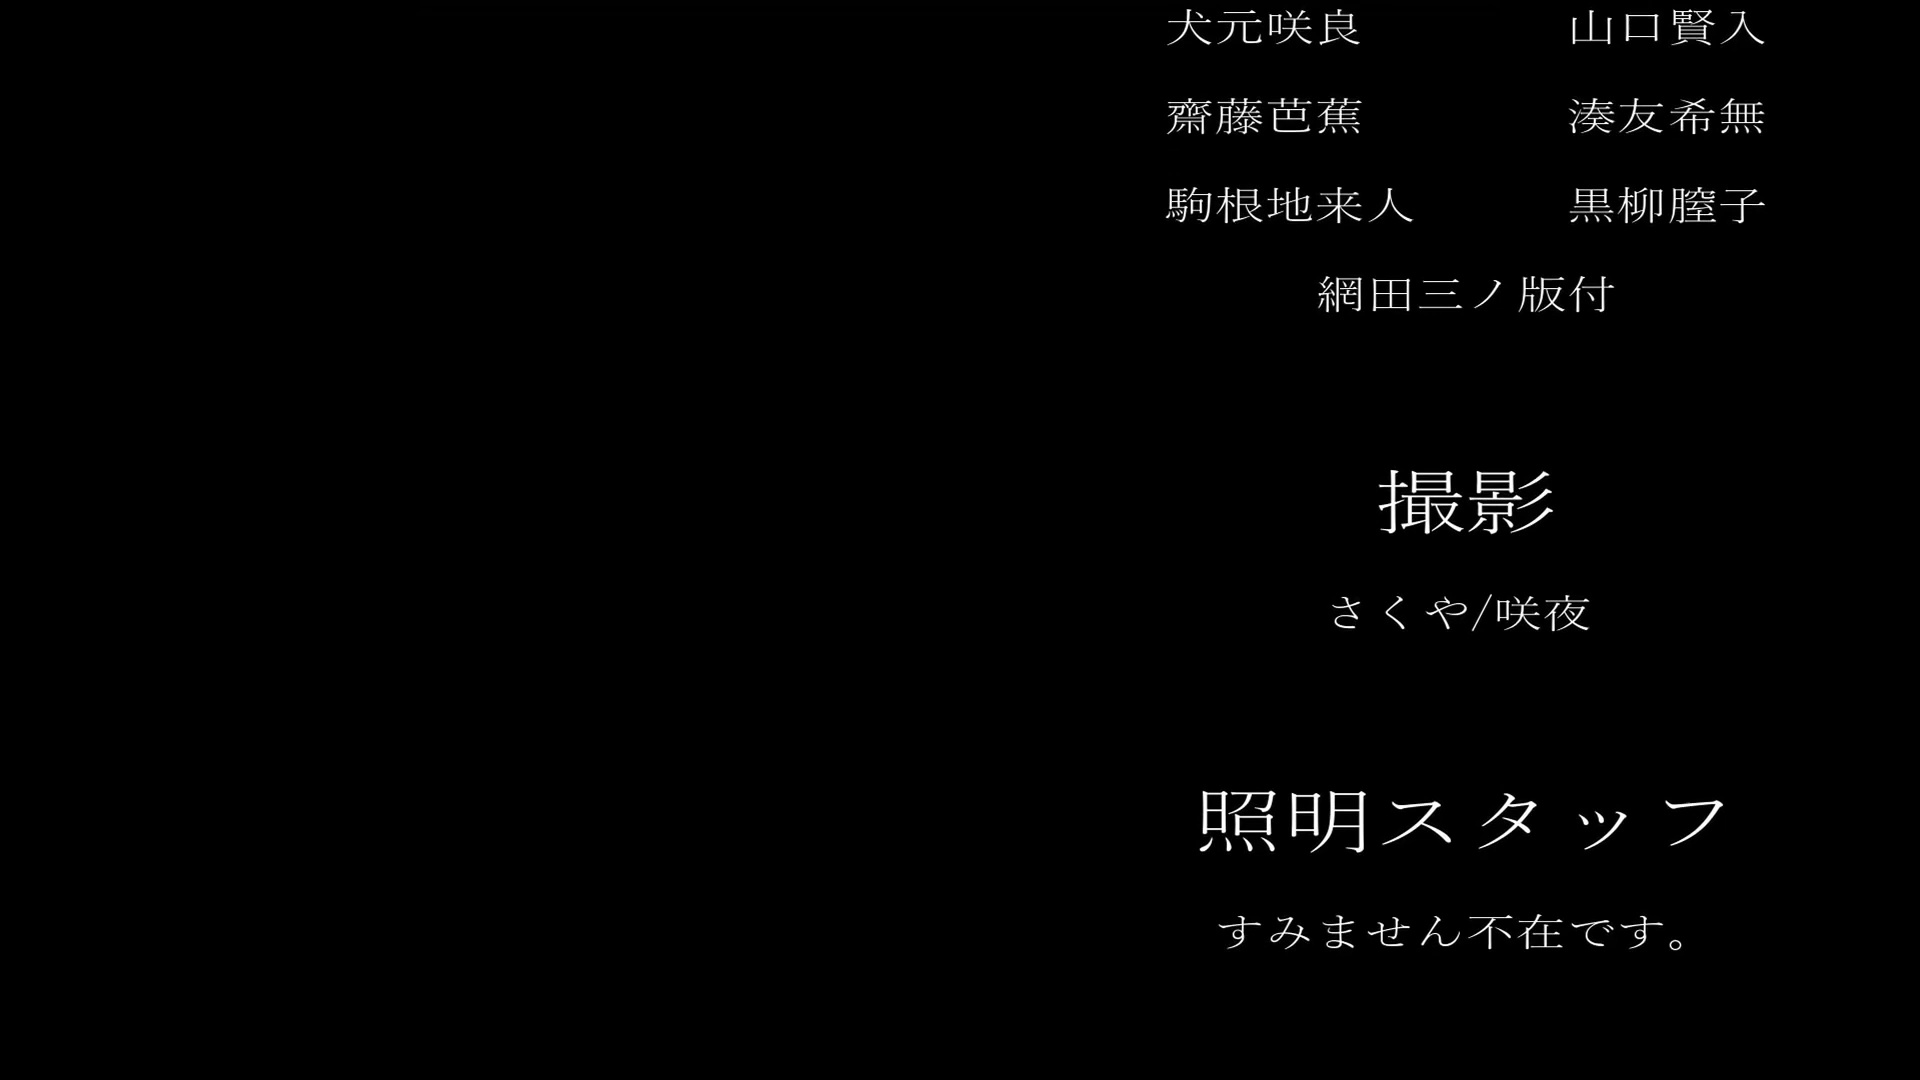 犬元咲良 山口賢入
齋藤芭蕉 湊友希無
駒根地来人 黒柳膣子
網田三ノ版付
撮影
さくや/咲夜
照明スタッフ
すみません不在です。